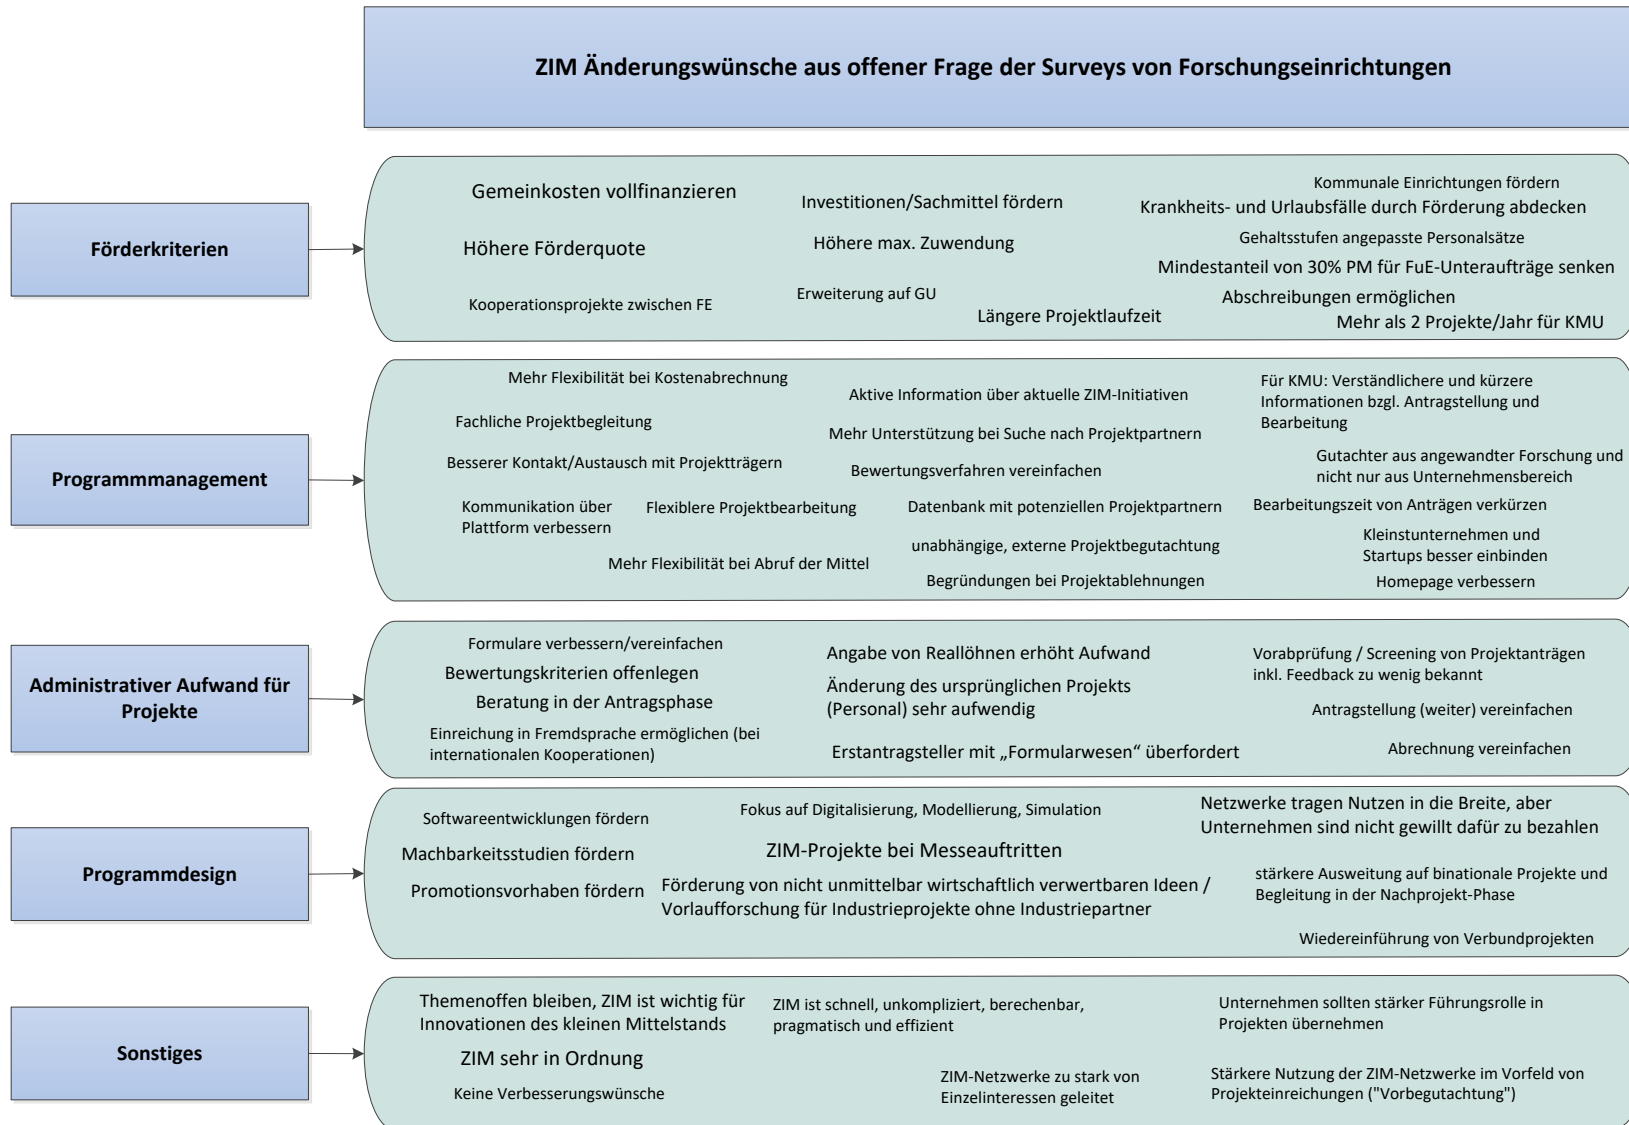 ZIM Änderungswünsche aus offener Frage der Surveys von Forschungseinrichtungen
Förderkriterien
Gemeinkosten vollfinanzieren
Höhere Förderquote
Kooperationsprojekte zwischen FE
Investitionen/Sachmittel fördern
Höhere max. Zuwendung
Erweiterung auf GU
Längere Projektlaufzeit
Kommunale Einrichtungen fördern
Krankheits- und Urlaubsfälle durch Förderung abdecken
Gehaltsstufen angepasste Personalsätze
Mindestanteil von 30% PM für FuE-Unteraufträge senken
Abschreibungen ermöglichen
Mehr als 2 Projekte/Jahr für KMU
Programmmanagement
Mehr Flexibilität bei Kostenabrechnung
Fachliche Projektbegleitung
Besserer Kontakt/Austausch mit Projektträgern
Kommunikation über
Plattform verbessern
Flexiblere Projektbearbeitung
Mehr Flexibilität bei Abruf der Mittel
Aktive Information über aktuelle ZIM-Initiativen
Mehr Unterstützung bei Suche nach Projektpartnern
Bewertungsverfahren vereinfachen
Datenbank mit potenziellen Projektpartnern
unabhängige, externe Projektbegutachtung
Begründungen bei Projektablehnungen
Für KMU: Verständlichere und kürzere
Informationen bzgl. Antragstellung und
Bearbeitung
Gutachter aus angewandter Forschung und
nicht nur aus Unternehmensbereich
Bearbeitungszeit von Anträgen verkürzen
Kleinstunternehmen und
Startups besser einbinden
Homepage verbessern
Administrativer Aufwand für
Projekte
Formulare verbessern/vereinfachen
Bewertungskriterien offenlegen
Beratung in der Antragsphase
Einreichung in Fremdsprache ermöglichen (bei
internationalen Kooperationen)
Angabe von Reallöhnen erhöht Aufwand
Änderung des ursprünglichen Projekts
(Personal) sehr aufwendig
Erstantragsteller mit „Formularwesen“ überfordert
Vorabprüfung / Screening von Projektanträgen
inkl. Feedback zu wenig bekannt
Antragstellung (weiter) vereinfachen
Abrechnung vereinfachen
Programmdesign
Softwareentwicklungen fördern
Machbarkeitsstudien fördern
Promotionsvorhaben fördern
Fokus auf Digitalisierung, Modellierung, Simulation
ZIM-Projekte bei Messeauftritten
Förderung von nicht unmittelbar wirtschaftlich verwertbaren Ideen /
Vorlaufforschung für Industrieprojekte ohne Industriepartner
Netzwerke tragen Nutzen in die Breite, aber
Unternehmen sind nicht gewillt dafür zu bezahlen
stärkere Ausweitung auf binationale Projekte und
Begleitung in der Nachprojekt-Phase
Wiedereinführung von Verbundprojekten
Sonstiges
Themenoffen bleiben, ZIM ist wichtig für
Innovationen des kleinen Mittelstands
ZIM sehr in Ordnung
Keine Verbesserungswünsche
ZIM ist schnell, unkompliziert, berechenbar,
pragmatisch und effizient
ZIM-Netzwerke zu stark von
Einzelinteressen geleitet
Unternehmen sollten stärker Führungsrolle in
Projekten übernehmen
Stärkere Nutzung der ZIM-Netzwerke im Vorfeld von
Projekteinreichungen ("Vorbegutachtung")